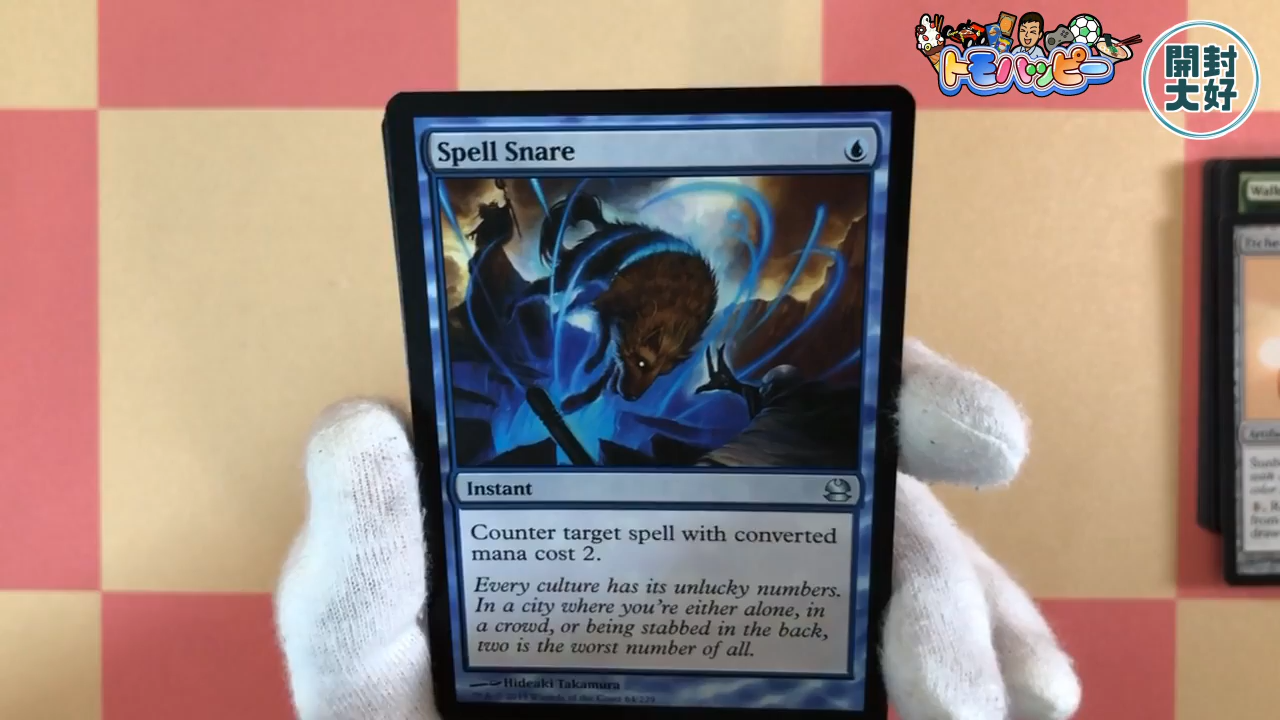 トモハッピー
開封
大好
Spell Snare
Instant
Counter target spell with converted
mana cost 2.
Every culture has its unlucky numbers.
In a city where you're either alone, in
a crowd, or being stabbed in the back,
two is the worst number of all.
Hideaki Takamura